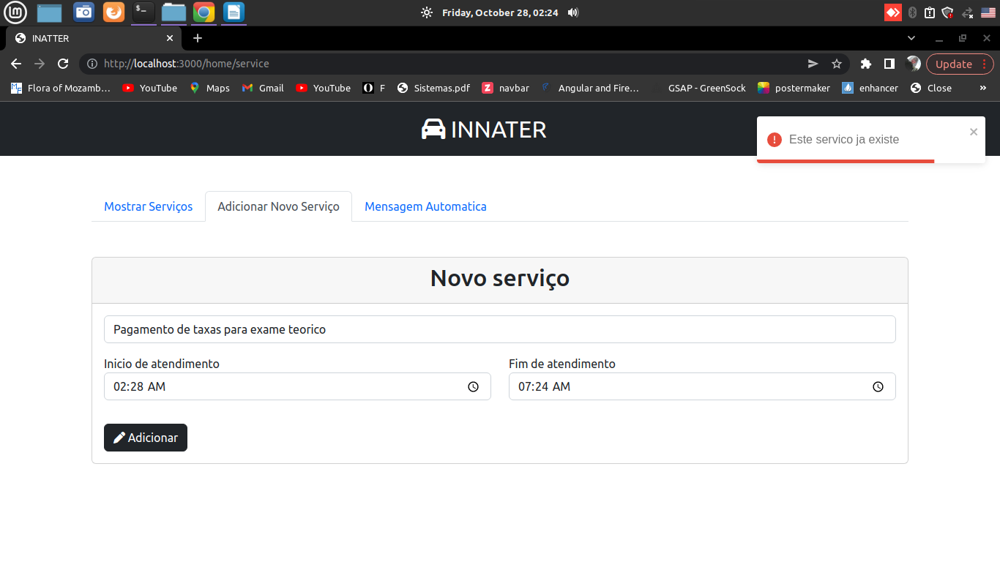 Friday, October 28, 02:24
INATTER
http://localhost:3000/home/service
Update
Flora of Mozamb… YouTube Maps Gmail YouTube F Sistemas.pdf navbar Angular and Fire… GSAP - GreenSock postermaker enhancer Close »
INNATER
Este servico ja existe
Mostrar Serviços Adicionar Novo Serviço Mensagem Automatica
Novo serviço
Pagamento de taxas para exame teorico
Inicio de atendimento Fim de atendimento
02:28 AM 07:24 AM
Adicionar